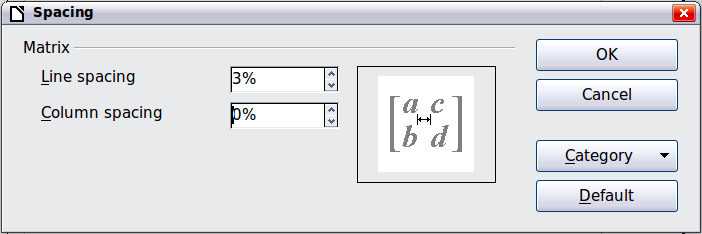 Spacing
Matrix
Line spacing
3%
Column spacing
0%
a c
b d
OK
Cancel
Category
Default